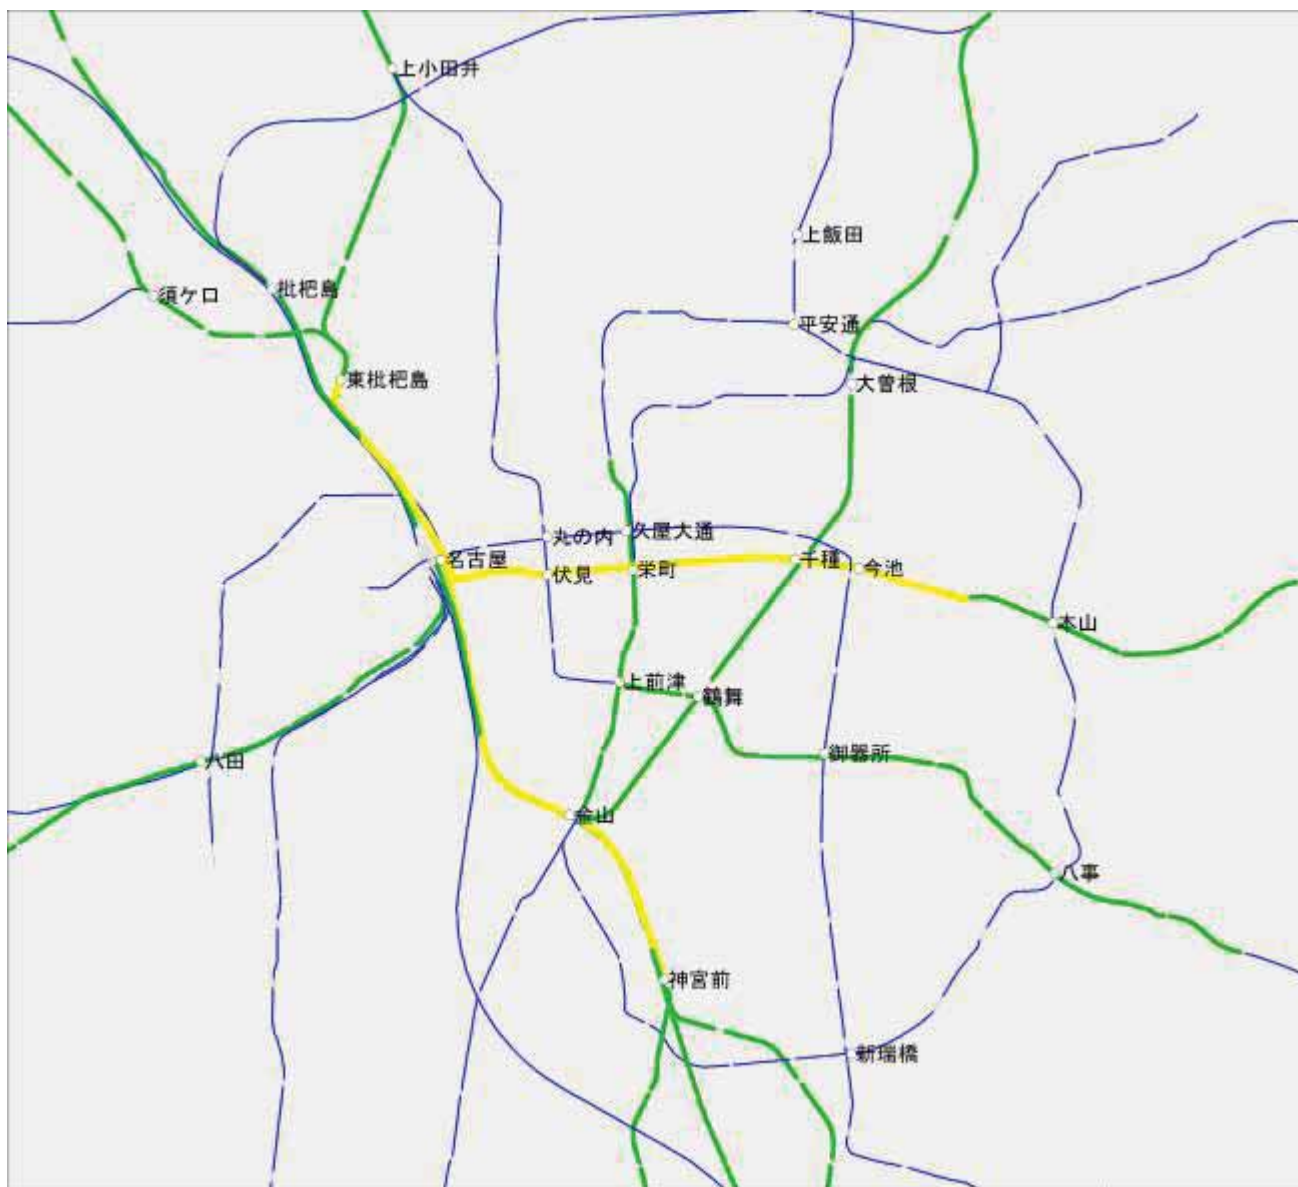 上小田井
上飯田
須ケ口
枇杷島
平安通
東枇杷島
大曽根
久屋大通
丸の内
名古屋
千種
今池
栄町
伏見
本山
上前津
鶴舞
御器所
八田
金山
八事
神宮前
新瑞橋